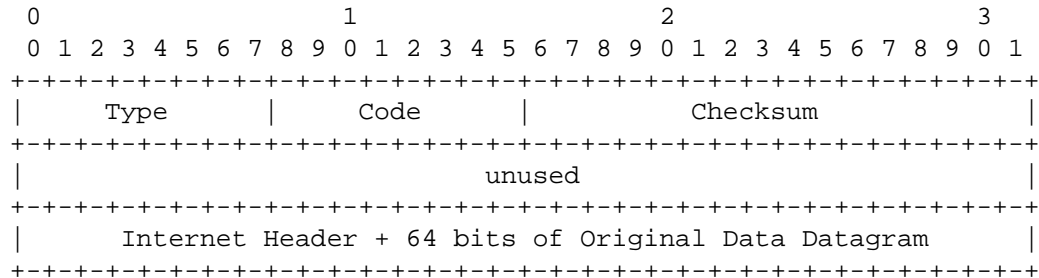 0                   1                   2                   3
 0 1 2 3 4 5 6 7 8 9 0 1 2 3 4 5 6 7 8 9 0 1 2 3 4 5 6 7 8 9 0 1
+-+-+-+-+-+-+-+-+-+-+-+-+-+-+-+-+-+-+-+-+-+-+-+-+-+-+-+-+-+-+-+-+
|     Type      |     Code      |          Checksum             |
+-+-+-+-+-+-+-+-+-+-+-+-+-+-+-+-+-+-+-+-+-+-+-+-+-+-+-+-+-+-+-+-+
|                             unused                            |
+-+-+-+-+-+-+-+-+-+-+-+-+-+-+-+-+-+-+-+-+-+-+-+-+-+-+-+-+-+-+-+-+
|      Internet Header + 64 bits of Original Data Datagram      |
+-+-+-+-+-+-+-+-+-+-+-+-+-+-+-+-+-+-+-+-+-+-+-+-+-+-+-+-+-+-+-+-+